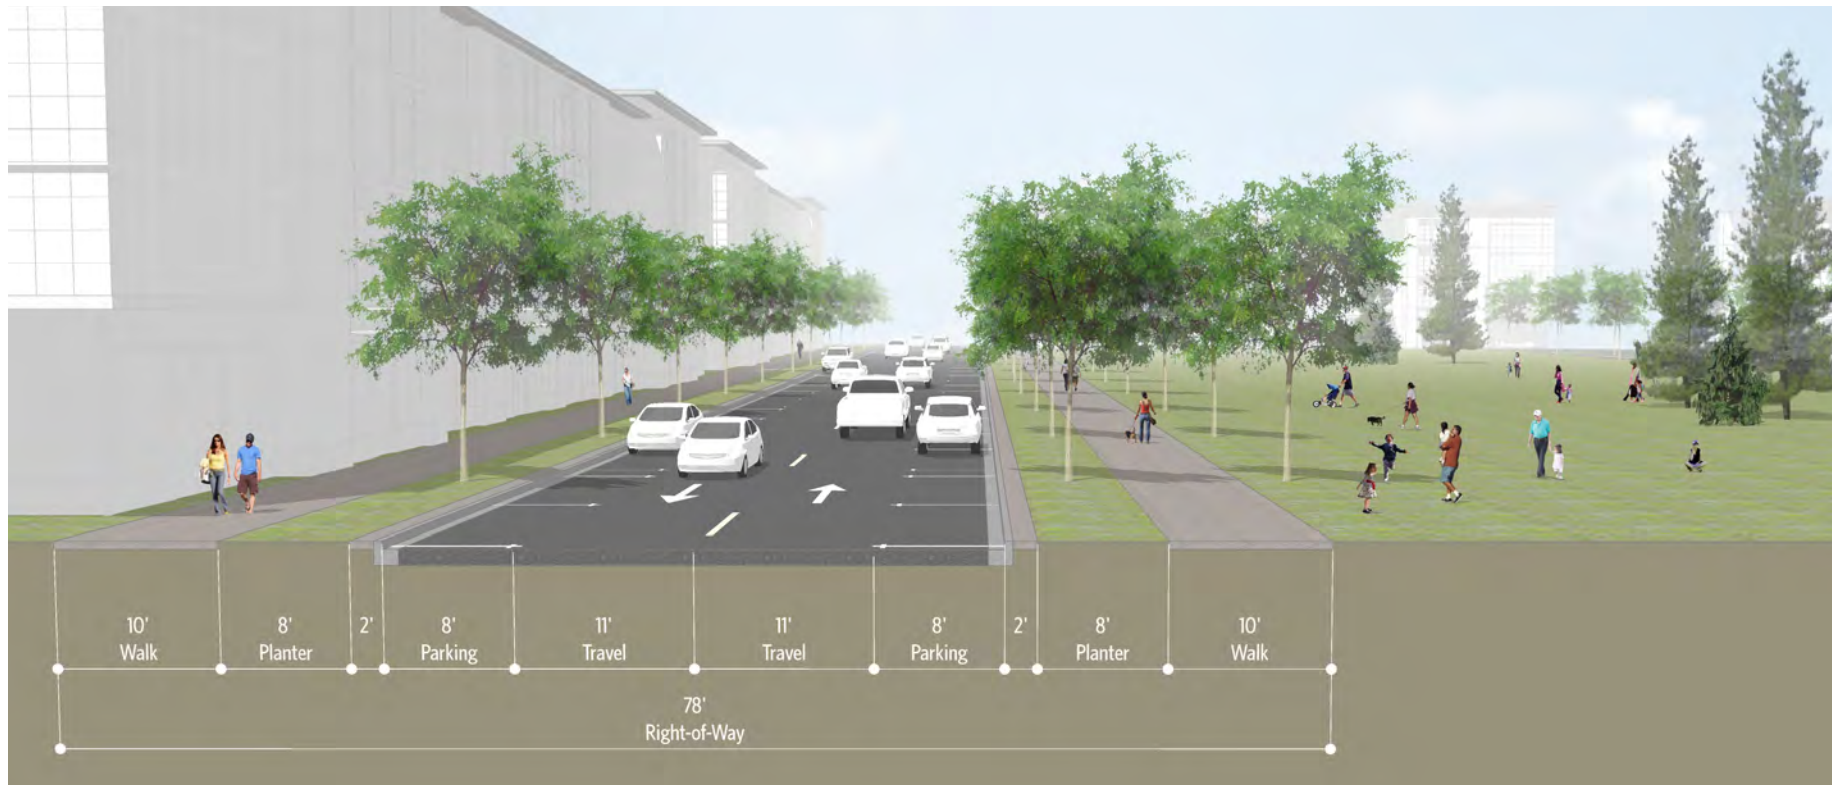 10'
Walk
8'
Planter
2'
8'
Parking
11'
Travel
11'
Travel
8'
Parking
2'
8'
Planter
10'
Walk
78'
Right-of-Way